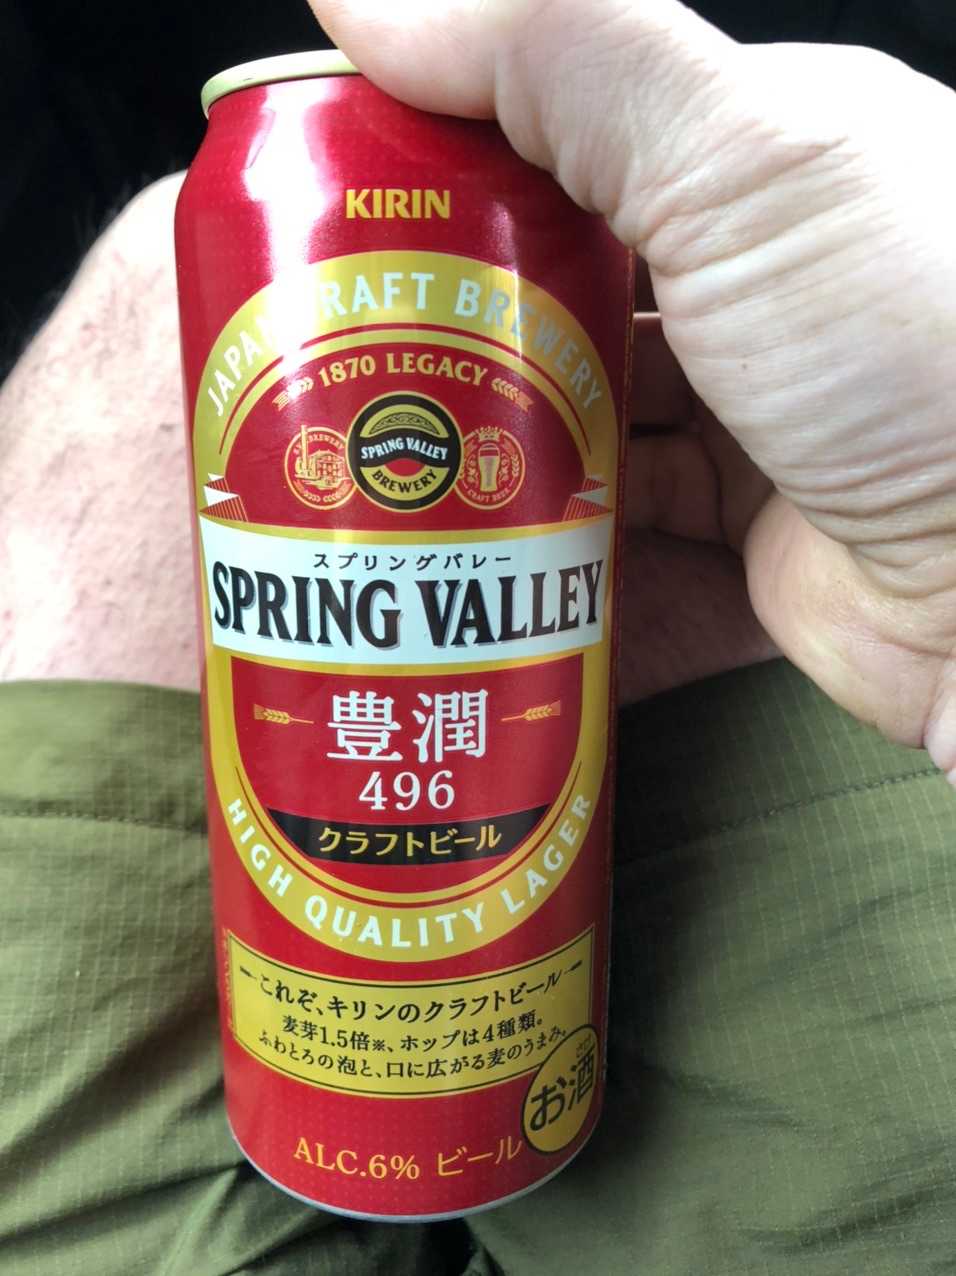 KIRIN
JAPAN CRAFT BREWERY
1870 LEGACY
BREWERY
SPRING VALLEY
BREWERY
CRAFT BEER
スプリングバレー
SPRING VALLEY
豊潤
496
クラフトビール
HIGH QUALITY LAGER
これぞ、キリンのクラフトビール
麦芽1.5倍※、ホップは4種類。
ふわとろの泡と、口に広がる麦のうまみ。
お酒
ALC.6% ビール